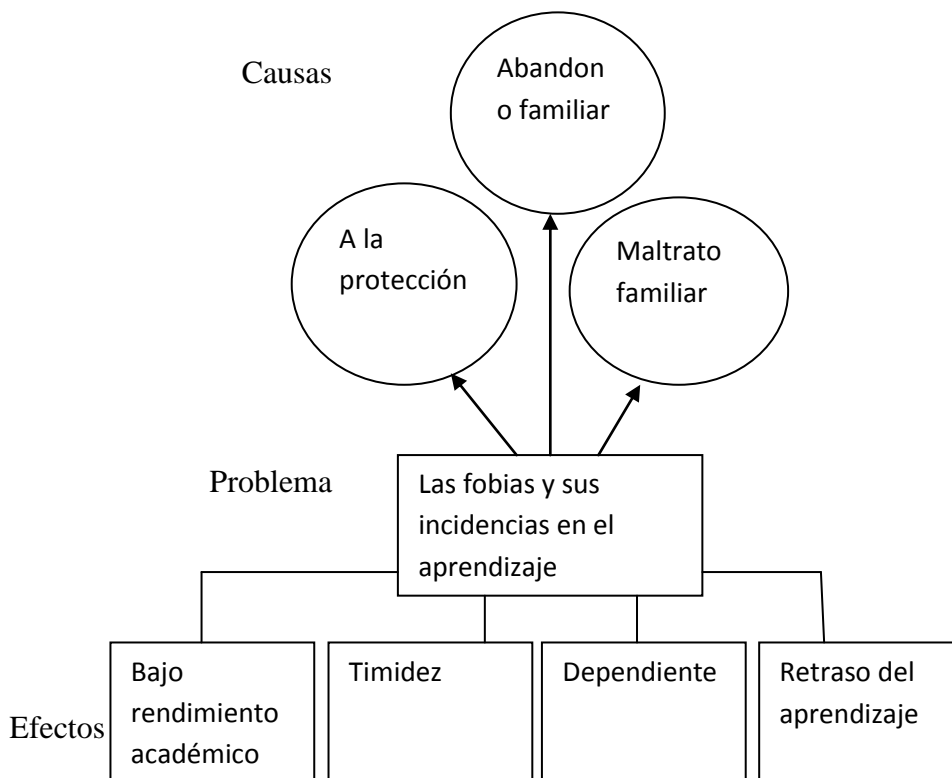 Causas
Abandon
o familiar
A la
protección
Maltrato
familiar
Problema
Las fobias y sus
incidencias en el
aprendizaje
Efectos
Bajo
rendimiento
académico
Timidez
Dependiente
Retraso del
aprendizaje